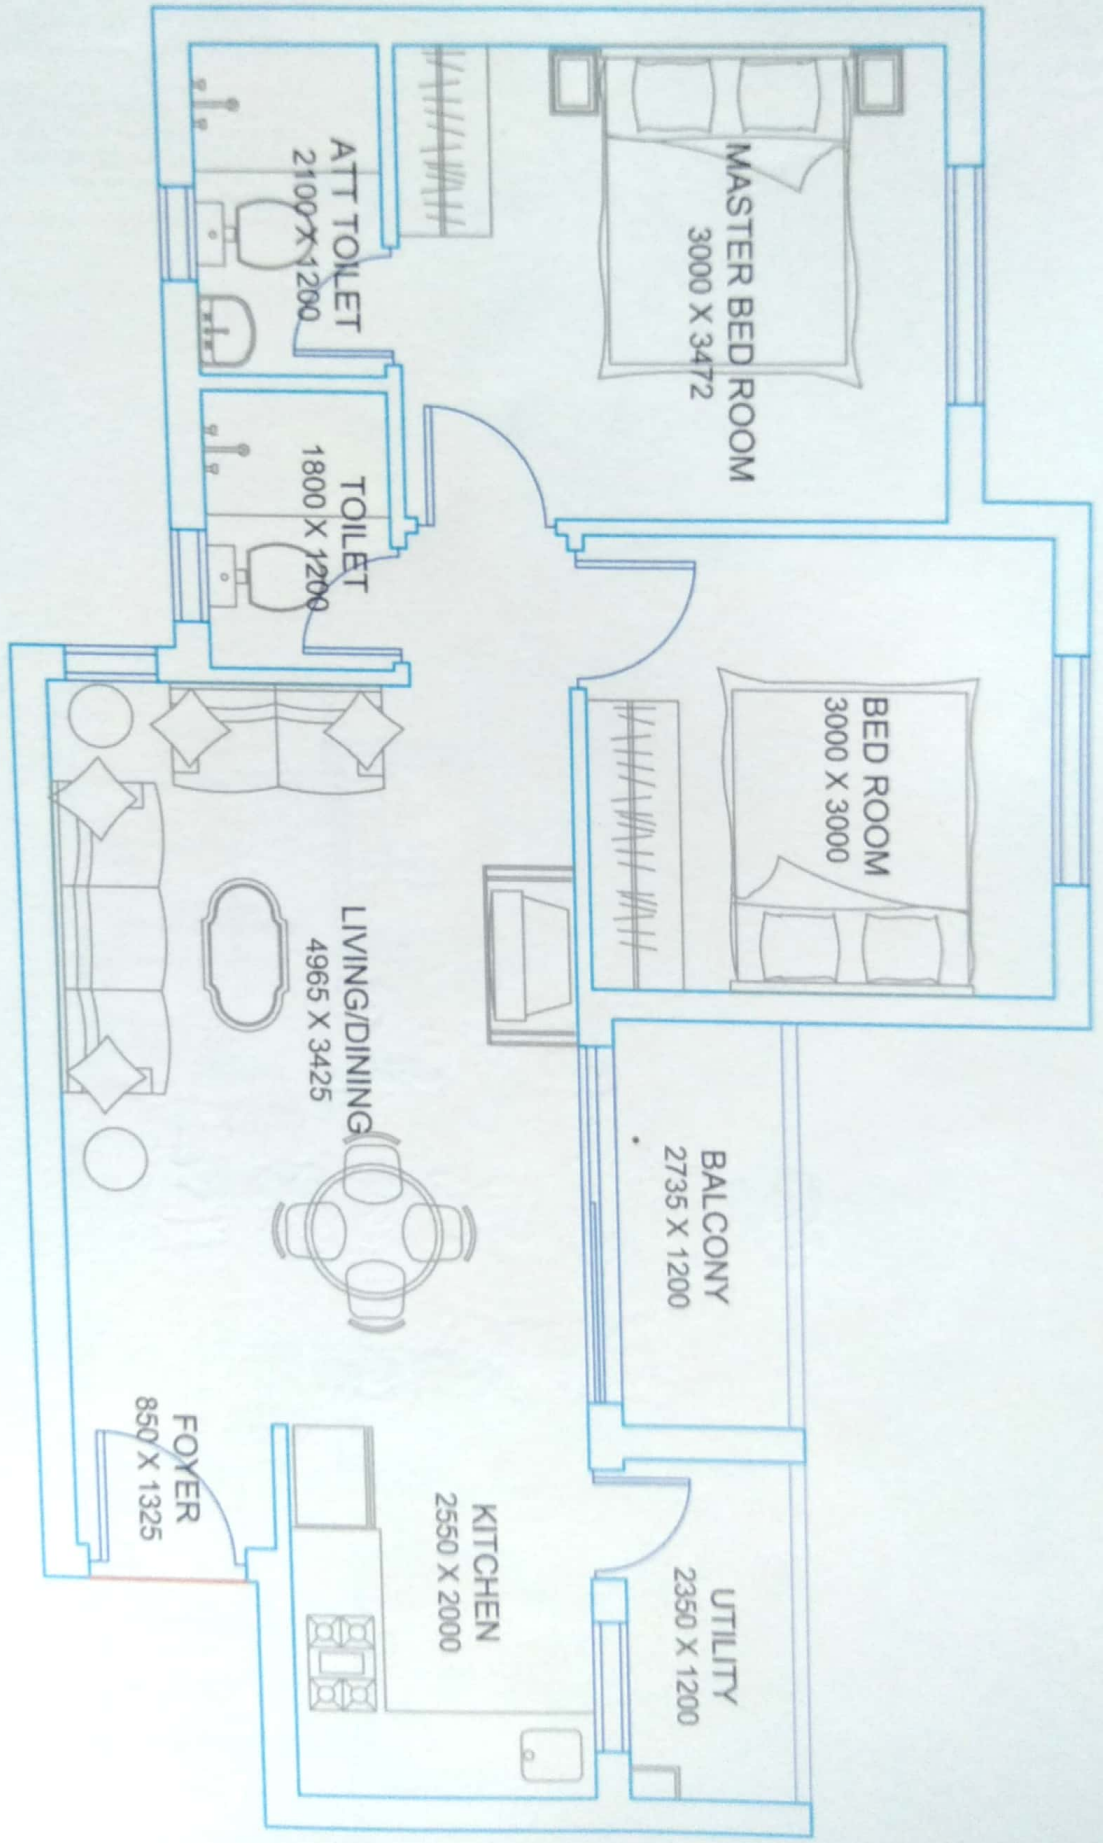 MASTER BED ROOM
3000 X 3472
ATT TOILET
2100 X 1200
TOILET
1800 X 1200
BED ROOM
3000 X 3000
LIVING/DINING
4965 X 3425
BALCONY
2735 X 1200
FOYER
850 X 1325
KITCHEN
2550 X 2000
UTILITY
2350 X 1200